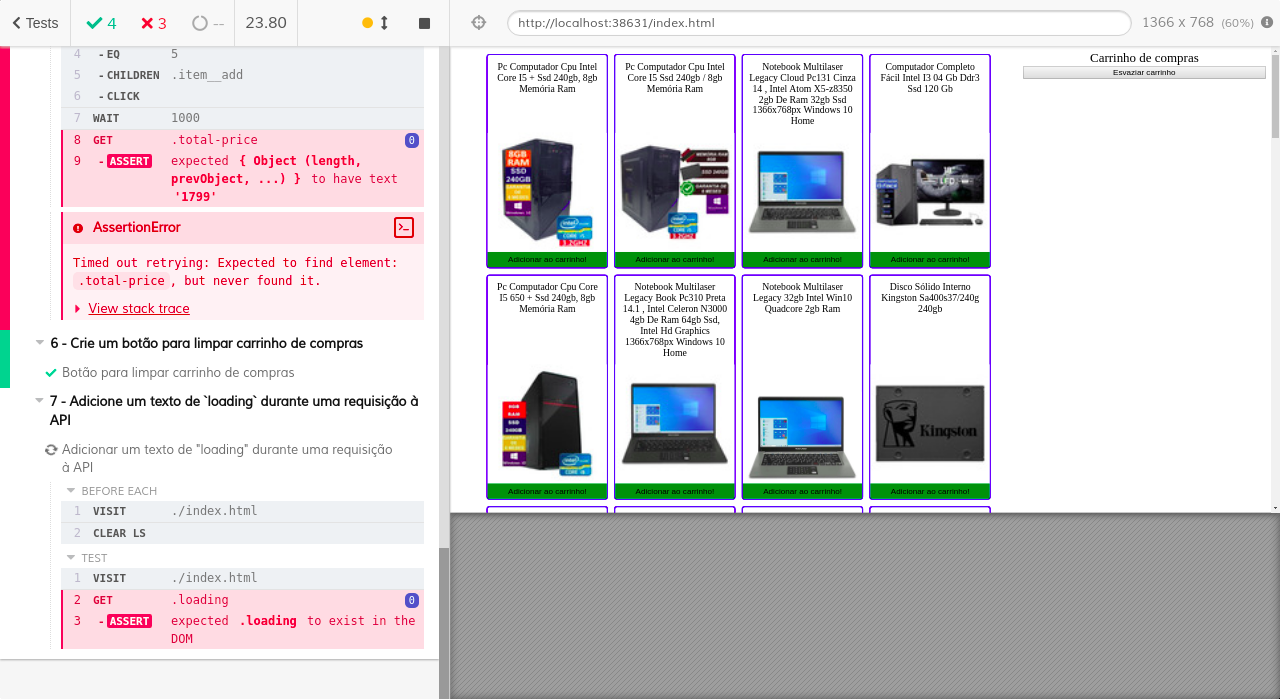 Tests
4
3
--
23.80
http://localhost:38631/index.html
1366 x 768 (60%)
4 - EQ 5
5 - CHILDREN .item__add
6 - CLICK
7 WAIT 1000
8 GET .total-price 0
9 - ASSERT expected { Object (length,
prevObject, ...) } to have text
'1799'
AssertionError
Timed out retrying: Expected to find element:
.total-price, but never found it.
View stack trace
6 - Crie um botão para limpar carrinho de compras
Botão para limpar carrinho de compras
7 - Adicione um texto de `loading` durante uma requisição à
API
Adicionar um texto de "loading" durante uma requisição
à API
BEFORE EACH
1 VISIT ./index.html
2 CLEAR LS
TEST
1 VISIT ./index.html
2 GET .loading 0
3 - ASSERT expected .loading to exist in the
DOM
Pc Computador Cpu Intel
Core I5 + Ssd 240gb, 8gb
Memória Ram
8GB
RAM
SSD
240GB
3.2GHZ
Adicionar ao carrinho!
Pc Computador Cpu Intel
Core I5 Ssd 240gb / 8gb
Memória Ram
Adicionar ao carrinho!
Notebook Multilaser
Legacy Cloud Pc131 Cinza
14 , Intel Atom X5-z8350
2gb De Ram 32gb Ssd
1366x768px Windows 10
Home
Adicionar ao carrinho!
Computador Completo
Fácil Intel I3 04 Gb Ddr3
Ssd 120 Gb
Adicionar ao carrinho!
Carrinho de compras
Esvaziar carrinho
Pc Computador Cpu Core
I5 650 + Ssd 240gb, 8gb
Memória Ram
Adicionar ao carrinho!
Notebook Multilaser
Legacy Book Pc310 Preta
14.1 , Intel Celeron N3000
4gb De Ram 64gb Ssd,
Intel Hd Graphics
1366x768px Windows 10
Home
Adicionar ao carrinho!
Notebook Multilaser
Legacy 32gb Intel Win10
Quadcore 2gb Ram
Adicionar ao carrinho!
Disco Sólido Interno
Kingston Sa400s37/240g
240gb
Kingston
Adicionar ao carrinho!